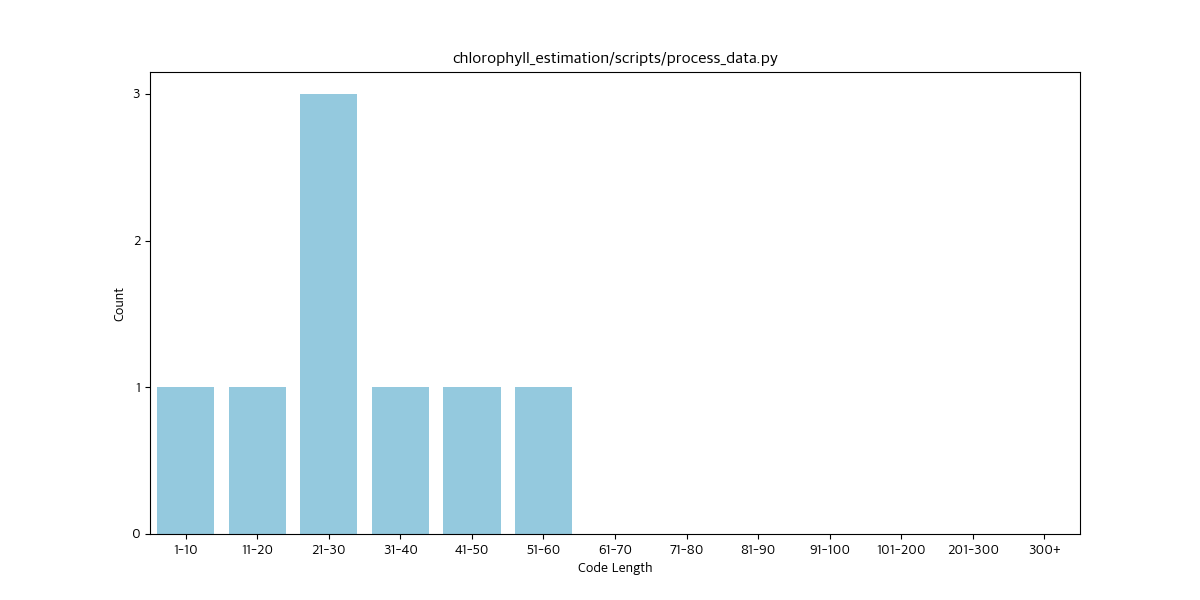 chlorophyll_estimation/scripts/process_data.py
3
2
1
0
Count
1-10 11-20 21-30 31-40 41-50 51-60 61-70 71-80 81-90 91-100 101-200 201-300 300+
Code Length